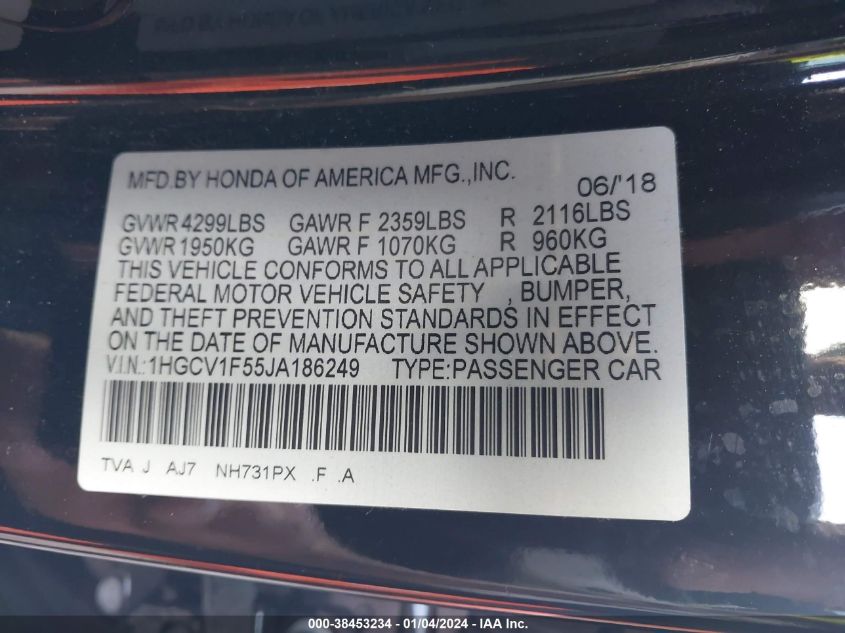 MFD.BY HONDA OF AMERICA MFG.,INC. 06/'18
GVWR 4299LBS GAWR F 2359LBS R 2116LBS
GVWR 1950KG GAWR F 1070KG R 960KG
THIS VEHICLE CONFORMS TO ALL APPLICABLE
FEDERAL MOTOR VEHICLE SAFETY , BUMPER,
AND THEFT PREVENTION STANDARDS IN EFFECT
ON THE DATE OF MANUFACTURE SHOWN ABOVE.
V.I.N.:1HGCV1F55JA186249 TYPE:PASSENGER CAR
TVA J AJ7 NH731PX .F .A
000-38453234 - 01/04/2024 - IAA, Inc.